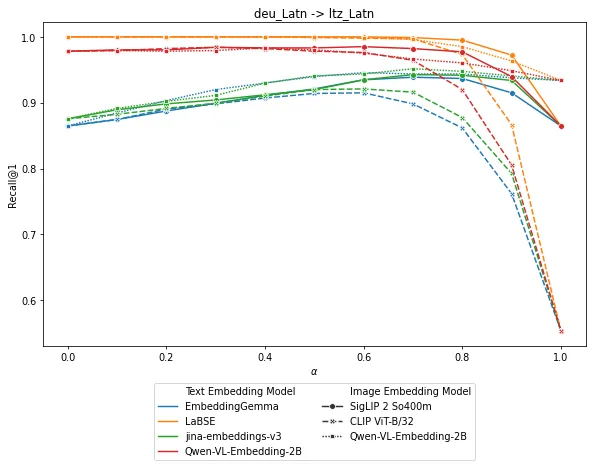 deu_Latn -> ltz_Latn
Recall@1
1.0
0.9
0.8
0.7
0.6
0.0 0.2 0.4 0.6 0.8 1.0
α
Text Embedding Model
EmbeddingGemma
LaBSE
jina-embeddings-v3
Qwen-VL-Embedding-2B
Image Embedding Model
SigLIP 2 So400m
CLIP ViT-B/32
Qwen-VL-Embedding-2B